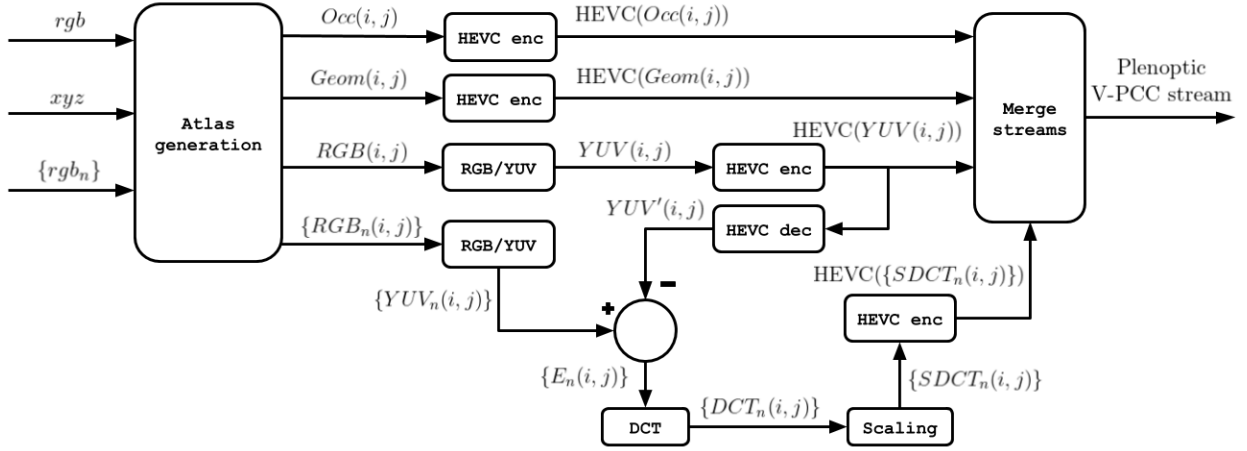 rgb
xyz
{rgb_n}
Atlas
generation
Occ(i, j)
HEVC enc
HEVC(Occ(i, j))
Geom(i, j)
HEVC enc
HEVC(Geom(i, j))
RGB(i, j)
RGB/YUV
YUV(i, j)
HEVC enc
HEVC(YUV(i, j))
Merge
streams
Plenoptic
V-PCC stream
YUV'(i, j)
HEVC dec
{RGB_n(i, j)}
RGB/YUV
{YUV_n(i, j)}
+
-
{E_n(i, j)}
DCT
{DCT_n(i, j)}
Scaling
{SDCT_n(i, j)}
HEVC enc
HEVC({SDCT_n(i, j)})